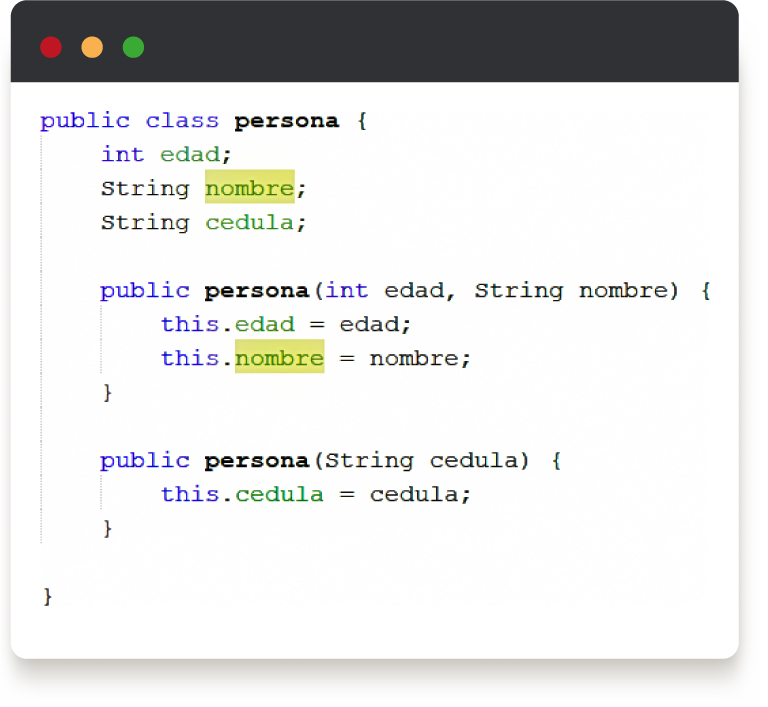 public class persona {
    int edad;
    String nombre;
    String cedula;

    public persona(int edad, String nombre) {
        this.edad = edad;
        this.nombre = nombre;
    }

    public persona(String cedula) {
        this.cedula = cedula;
    }

}